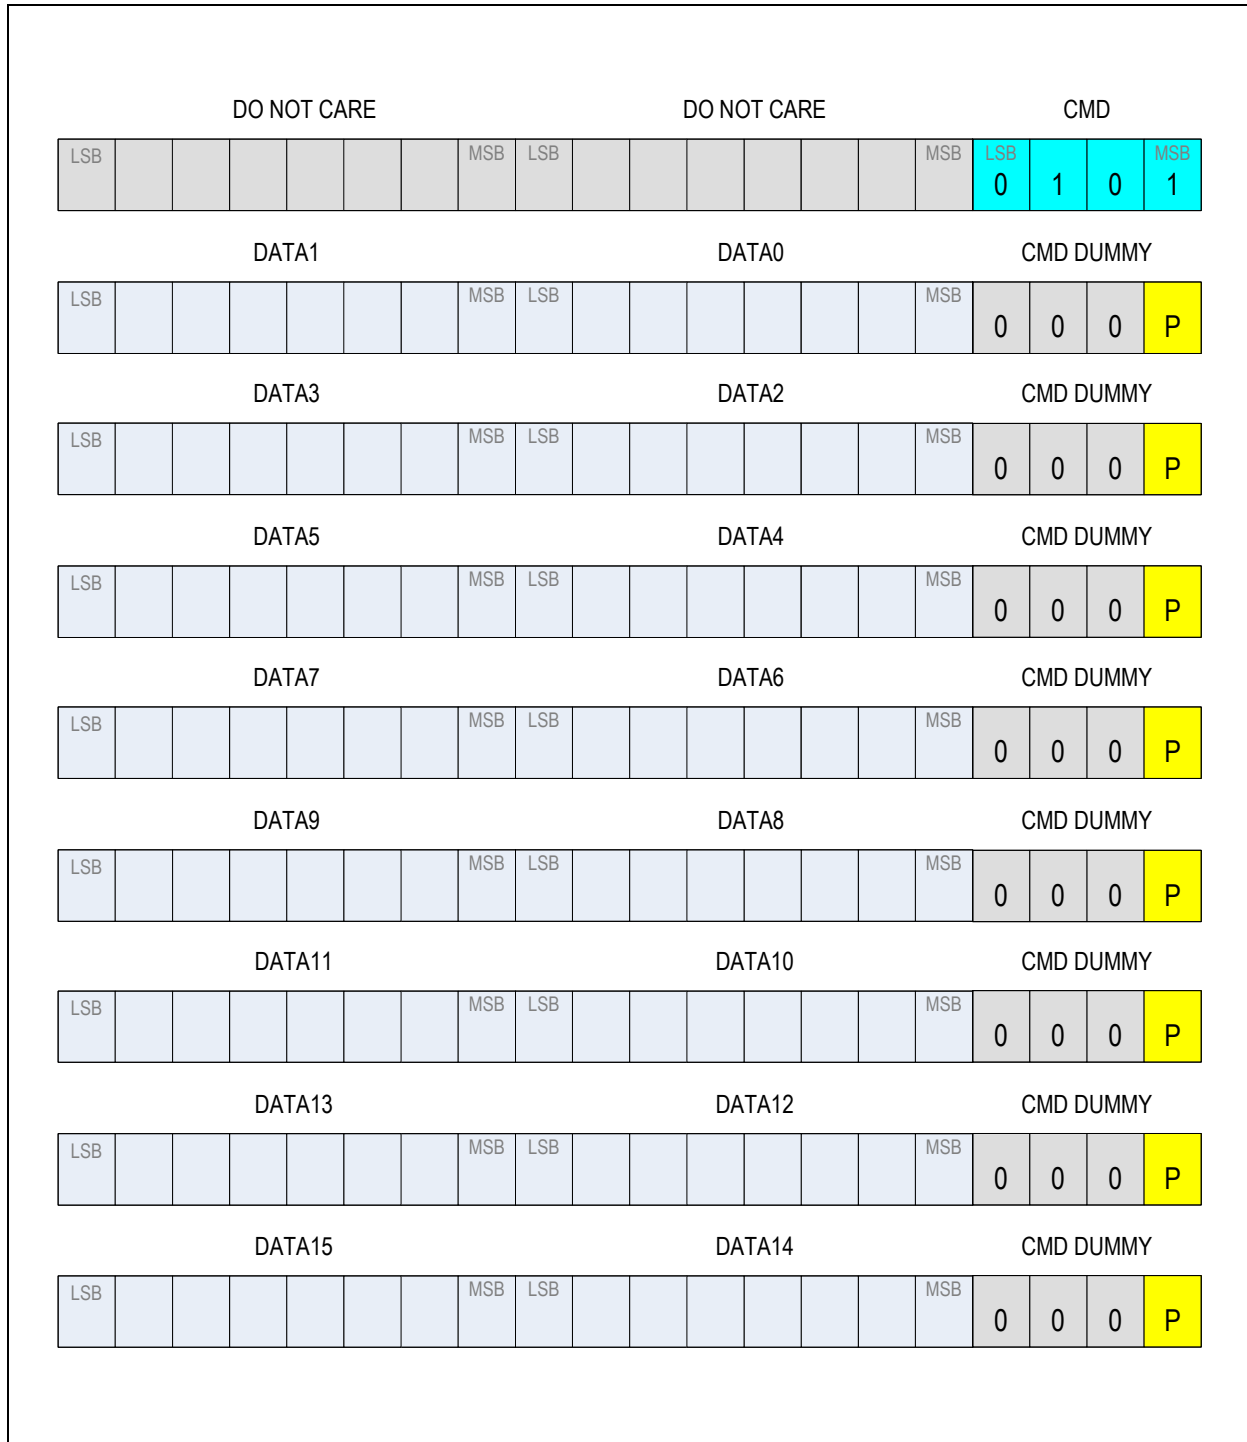 DO NOT CARE DO NOT CARE CMD
LSB MSB LSB MSB LSB MSB
0 1 0 1
DATA1 DATA0 CMD DUMMY
LSB MSB LSB MSB
0 0 0 P
DATA3 DATA2 CMD DUMMY
LSB MSB LSB MSB
0 0 0 P
DATA5 DATA4 CMD DUMMY
LSB MSB LSB MSB
0 0 0 P
DATA7 DATA6 CMD DUMMY
LSB MSB LSB MSB
0 0 0 P
DATA9 DATA8 CMD DUMMY
LSB MSB LSB MSB
0 0 0 P
DATA11 DATA10 CMD DUMMY
LSB MSB LSB MSB
0 0 0 P
DATA13 DATA12 CMD DUMMY
LSB MSB LSB MSB
0 0 0 P
DATA15 DATA14 CMD DUMMY
LSB MSB LSB MSB
0 0 0 P